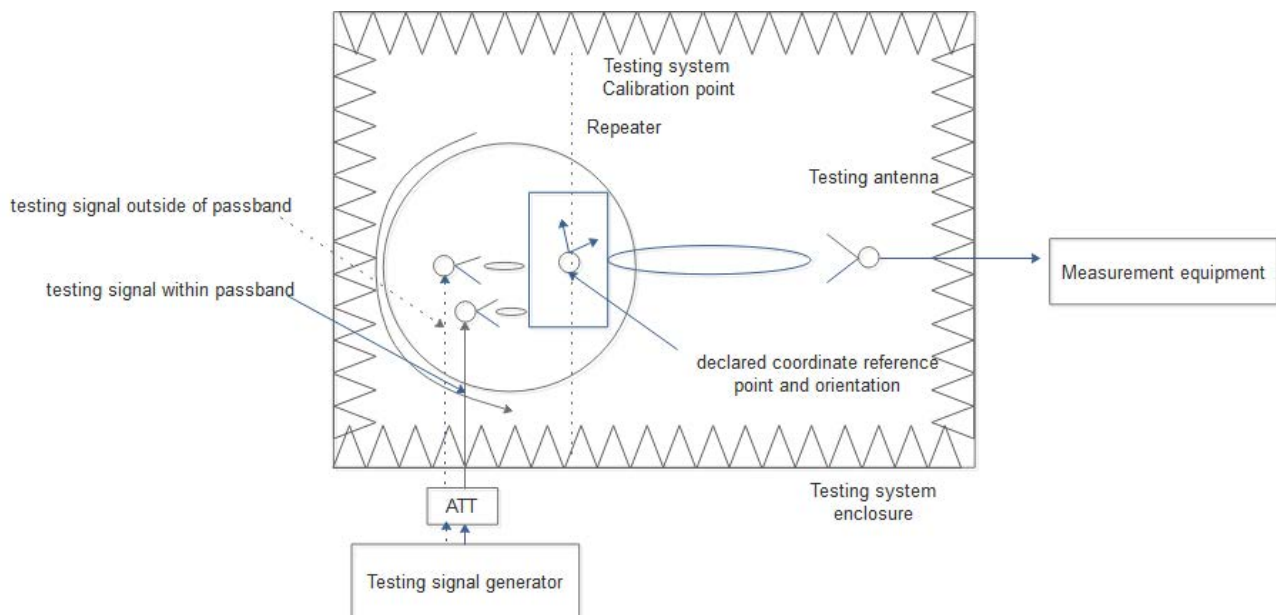 Testing system
Calibration point
Repeater
Testing antenna
testing signal outside of passband
Measurement equipment
testing signal within passband
declared coordinate reference
point and orientation
Testing system
enclosure
ATT
Testing signal generator